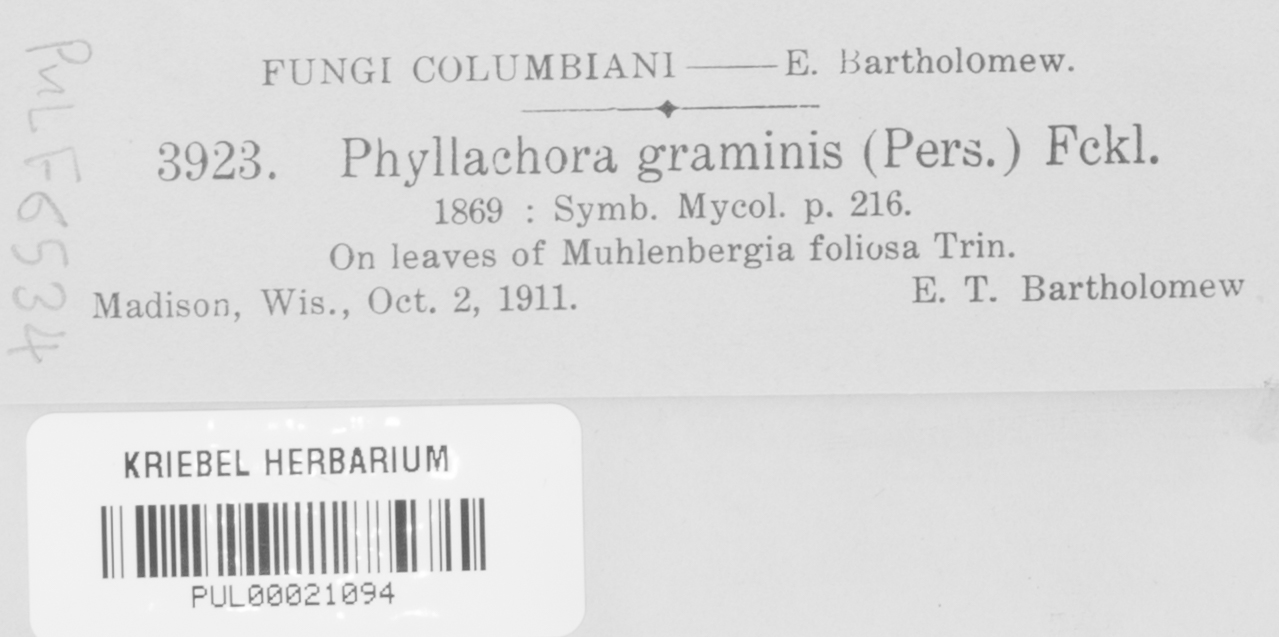 FUNGI COLUMBIANI — E. Bartholomew.
3923. Phyllachora graminis (Pers.) Fckl.
1869 : Symb. Mycol. p. 216.
On leaves of Muhlenbergia foliosa Trin.
Madison, Wis., Oct. 2, 1911. E. T. Bartholomew
PUL F6534
KRIEBEL HERBARIUM
PUL00021094